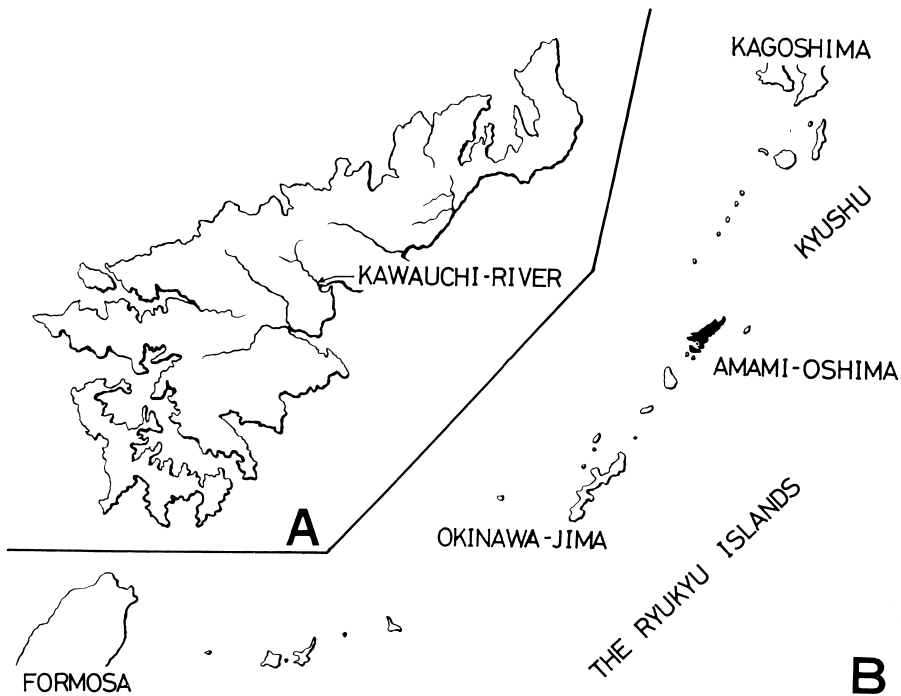 KAGOSHIMA
KYUSHU
KAWAUCHI-RIVER
AMAMI-OSHIMA
A
OKINAWA-JIMA
THE RYUKYU ISLANDS
FORMOSA
B